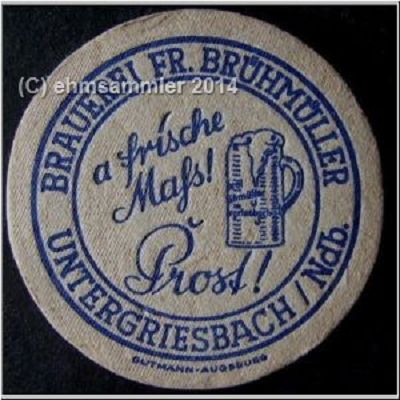 (C) ehmsammler 2014
BRAUEREI FR. BRÜHMÜLLER
a frische
Maſs!
Prost!
UNTERGRIESBACH / Ndb.
GUTMANN-AUGSBURG